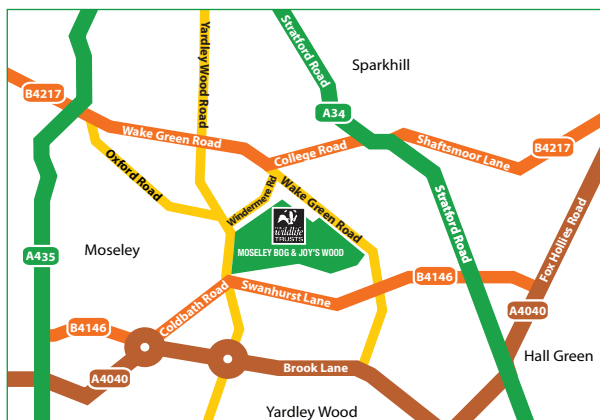 Stratford Road
Yardley Wood Road
Sparkhill
B4217
A34
Wake Green Road
College Road
Shaftsmoor Lane
B4217
Oxford Road
Windermere Rd
Wake Green Road
Fox Hollies Road
wildlife
TRUSTS
Stratford Road
Moseley
MOSELEY BOG & JOY'S WOOD
A435
B4146
Swanhurst Lane
Coldbath Road
A4040
B4146
Hall Green
A4040
Brook Lane
Yardley Wood